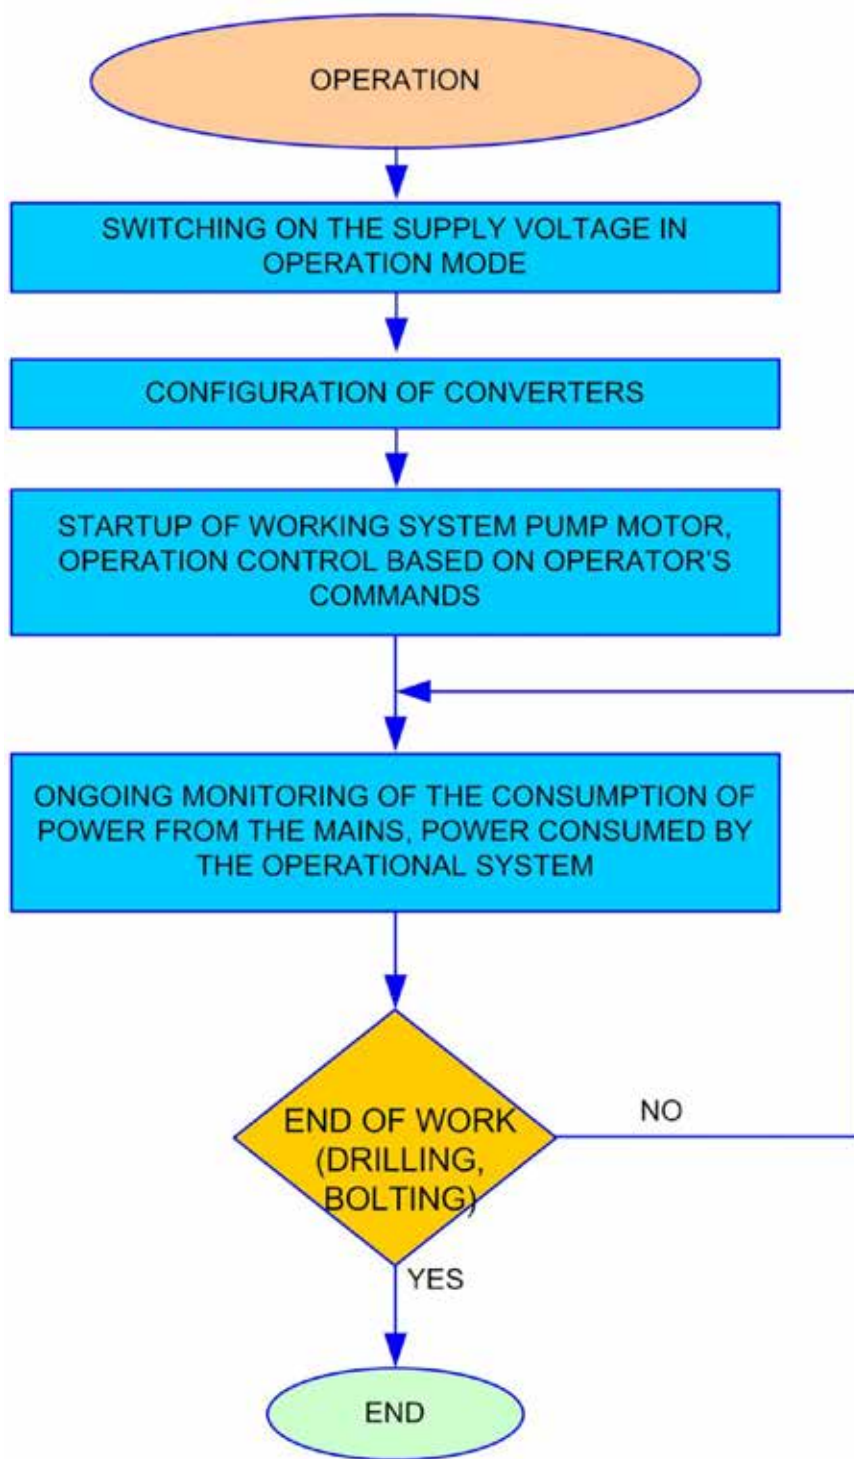 OPERATION
SWITCHING ON THE SUPPLY VOLTAGE IN
OPERATION MODE
CONFIGURATION OF CONVERTERS
STARTUP OF WORKING SYSTEM PUMP MOTOR,
OPERATION CONTROL BASED ON OPERATOR'S
COMMANDS
ONGOING MONITORING OF THE CONSUMPTION OF
POWER FROM THE MAINS, POWER CONSUMED BY
THE OPERATIONAL SYSTEM
END OF WORK
(DRILLING,
BOLTING)
NO
YES
END